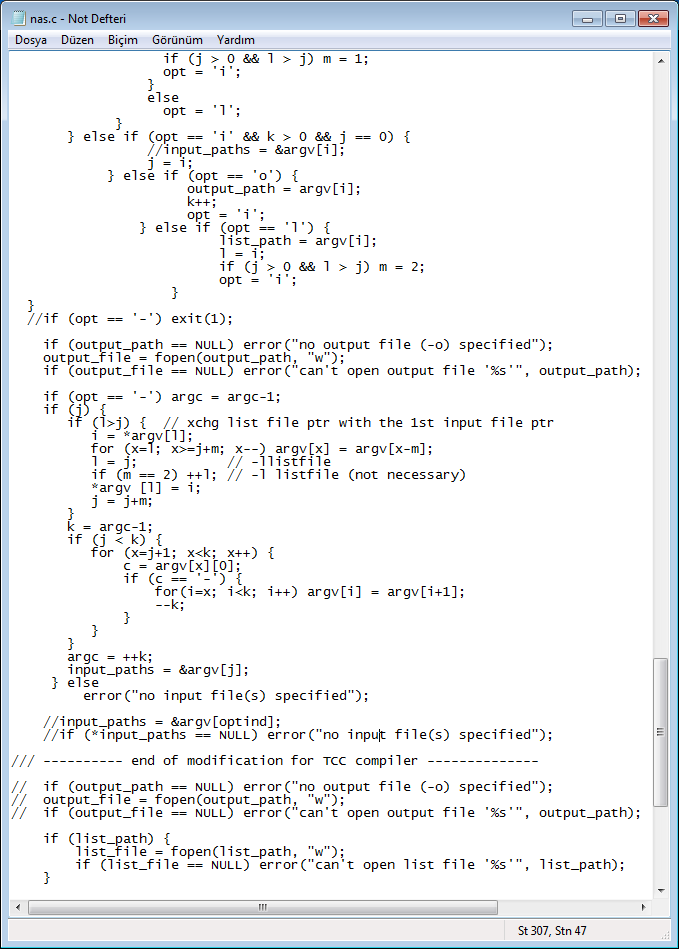 nas.c - Not Defteri
Dosya Düzen Biçim Görünüm Yardım
                   if (j > 0 && l > j) m = 1;
                   opt = 'i';
                 }
                 else
                   opt = 'l';
             }
       } else if (opt == 'i' && k > 0 && j == 0) {
                 //input_paths = &argv[i];
                 j = i;
            } else if (opt == 'o') {
                      output_path = argv[i];
                      k++;
                      opt = 'i';
                } else if (opt == 'l') {
                          list_path = argv[i];
                          l = i;
                          if (j > 0 && l > j) m = 2;
                          opt = 'i';
                    }
  }
  //if (opt == '-') exit(1);

    if (output_path == NULL) error("no output file (-o) specified");
    output_file = fopen(output_path, "w");
    if (output_file == NULL) error("can't open output file '%s'", output_path);

    if (opt == '-') argc = argc-1;
    if (j) {
       if (l>j) {  // xchg list file ptr with the 1st input file ptr
          i = *argv[l];
          for (x=l; x>=j+m; x--) argv[x] = argv[x-m];
          l = j;           // -llistfile
          if (m == 2) ++l; // -l listfile (not necessary)
          *argv [l] = i;
          j = j+m;
       }
       k = argc-1;
       if (j < k) {
          for (x=j+1; x<k; x++) {
              c = argv[x][0];
              if (c == '-') {
                  for(i=x; i<k; i++) argv[i] = argv[i+1];
                  --k;
              }
          }
       }
       argc = ++k;
       input_paths = &argv[j];
     } else
         error("no input file(s) specified");

    //input_paths = &argv[optind];
    //if (*input_paths == NULL) error("no input file(s) specified");

/// ---------- end of modification for TCC compiler --------------

//  if (output_path == NULL) error("no output file (-o) specified");
//  output_file = fopen(output_path, "w");
//  if (output_file == NULL) error("can't open output file '%s'", output_path);

    if (list_path) {
        list_file = fopen(list_path, "w");
        if (list_file == NULL) error("can't open list file '%s'", list_path);
    }
St 307, Stn 47